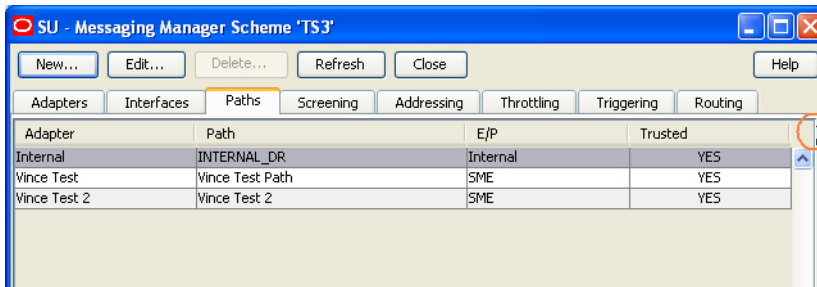 SU - Messaging Manager Scheme 'TS3'
New... Edit... Delete... Refresh Close Help
Adapters Interfaces Paths Screening Addressing Throttling Triggering Routing
Adapter Path E/P Trusted
Internal INTERNAL_DR Internal YES
Vince Test Vince Test Path SME YES
Vince Test 2 Vince Test 2 SME YES